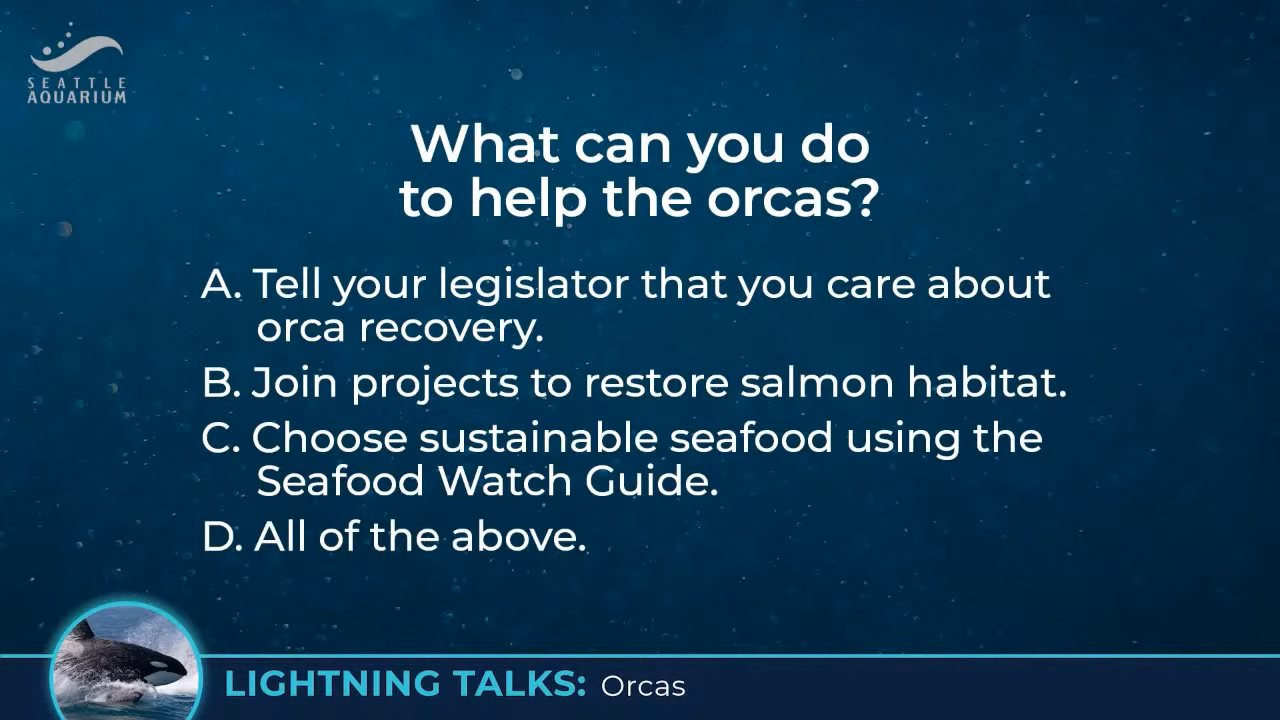 SEATTLE
AQUARIUM
What can you do
to help the orcas?
A. Tell your legislator that you care about
orca recovery.
B. Join projects to restore salmon habitat.
C. Choose sustainable seafood using the
Seafood Watch Guide.
D. All of the above.
LIGHTNING TALKS: Orcas